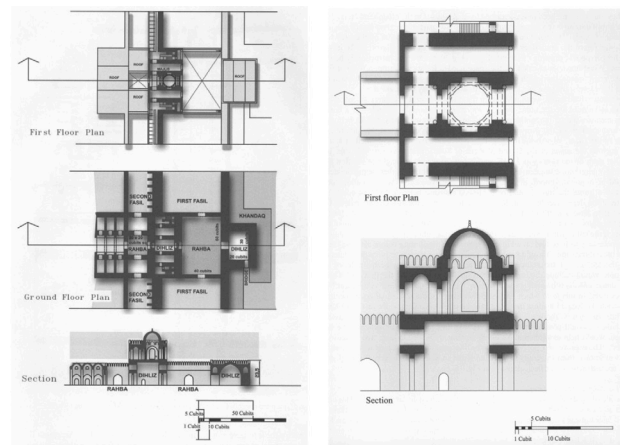 ROOF
ROOF
ROOF
ROOF
First Floor Plan
SECOND
FASIL
FIRST FASIL
KHANDAQ
RAHBA
DIHLIZ
RAHBA
DIHLIZ
Ground Floor Plan
SECOND
FASIL
FIRST FASIL
Section
DIHLIZ
DIHLIZ
RAHBA
RAHBA
5 Cubits
50 Cubits
1 Cubit
10 Cubits
First floor Plan
Section
5 Cubits
1 Cubit
10 Cubits